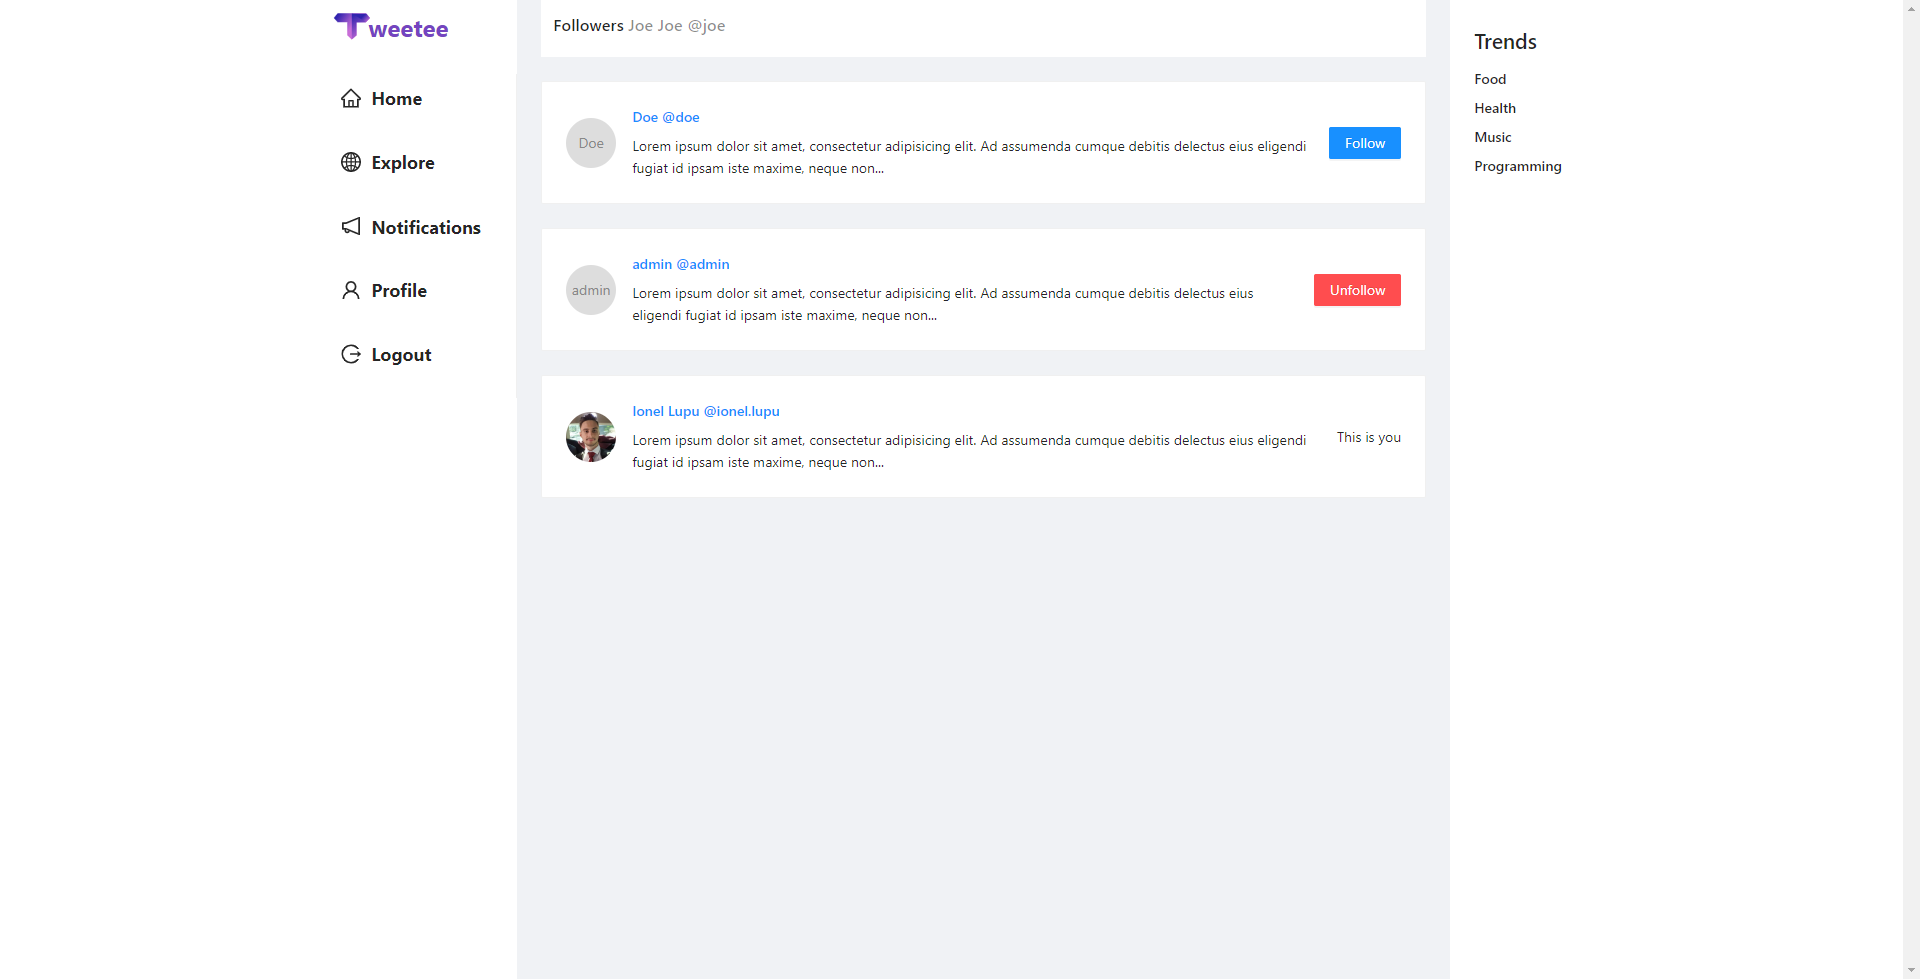 Tweetee
Home
Explore
Notifications
Profile
Logout
Followers Joe Joe @joe
Doe
Doe @doe
Lorem ipsum dolor sit amet, consectetur adipisicing elit. Ad assumenda cumque debitis delectus eius eligendi
fugiat id ipsam iste maxime, neque non...
Follow
admin
admin @admin
Lorem ipsum dolor sit amet, consectetur adipisicing elit. Ad assumenda cumque debitis delectus eius
eligendi fugiat id ipsam iste maxime, neque non...
Unfollow
Ionel Lupu @ionel.lupu
Lorem ipsum dolor sit amet, consectetur adipisicing elit. Ad assumenda cumque debitis delectus eius eligendi
fugiat id ipsam iste maxime, neque non...
This is you
Trends
Food
Health
Music
Programming